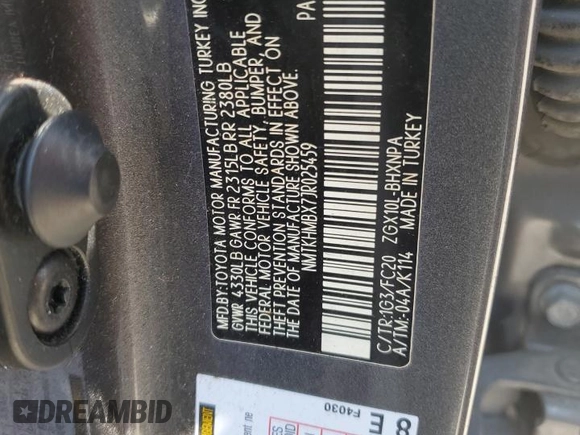 MFD BY:TOYOTA MOTOR MANUFACTURING TURKEY INC
GVWR 4330LB GAWR FR 2315LB RR 2380LB
THIS VEHICLE CONFORMS TO ALL APPLICABLE
FEDERAL MOTOR VEHICLE SAFETY, BUMPER, AND
THEFT PREVENTION STANDARDS IN EFFECT ON
THE DATE OF MANUFACTURE SHOWN ABOVE.
PA
NMTKHMBX77R025459
C/TR:1G3/FC20 ZGX10L-BHXNPA
A/TM:-04A/K114 MADE IN TURKEY
F4030
DREAMBID